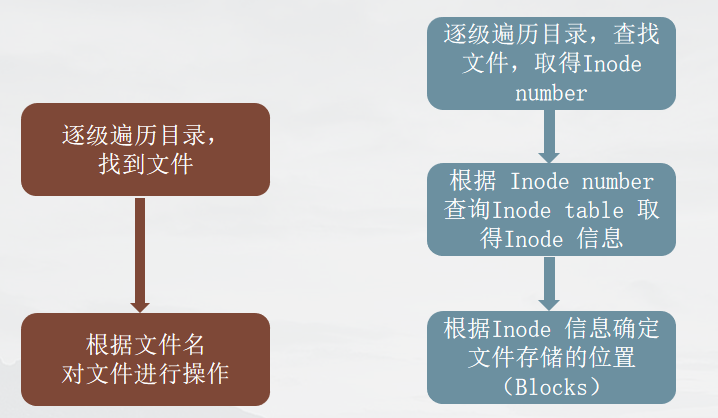 逐级遍历目录，
找到文件
根据文件名
对文件进行操作
逐级遍历目录，查找
文件，取得Inode
number
根据 Inode number
查询Inode table 取
得Inode 信息
根据Inode 信息确定
文件存储的位置
（Blocks）